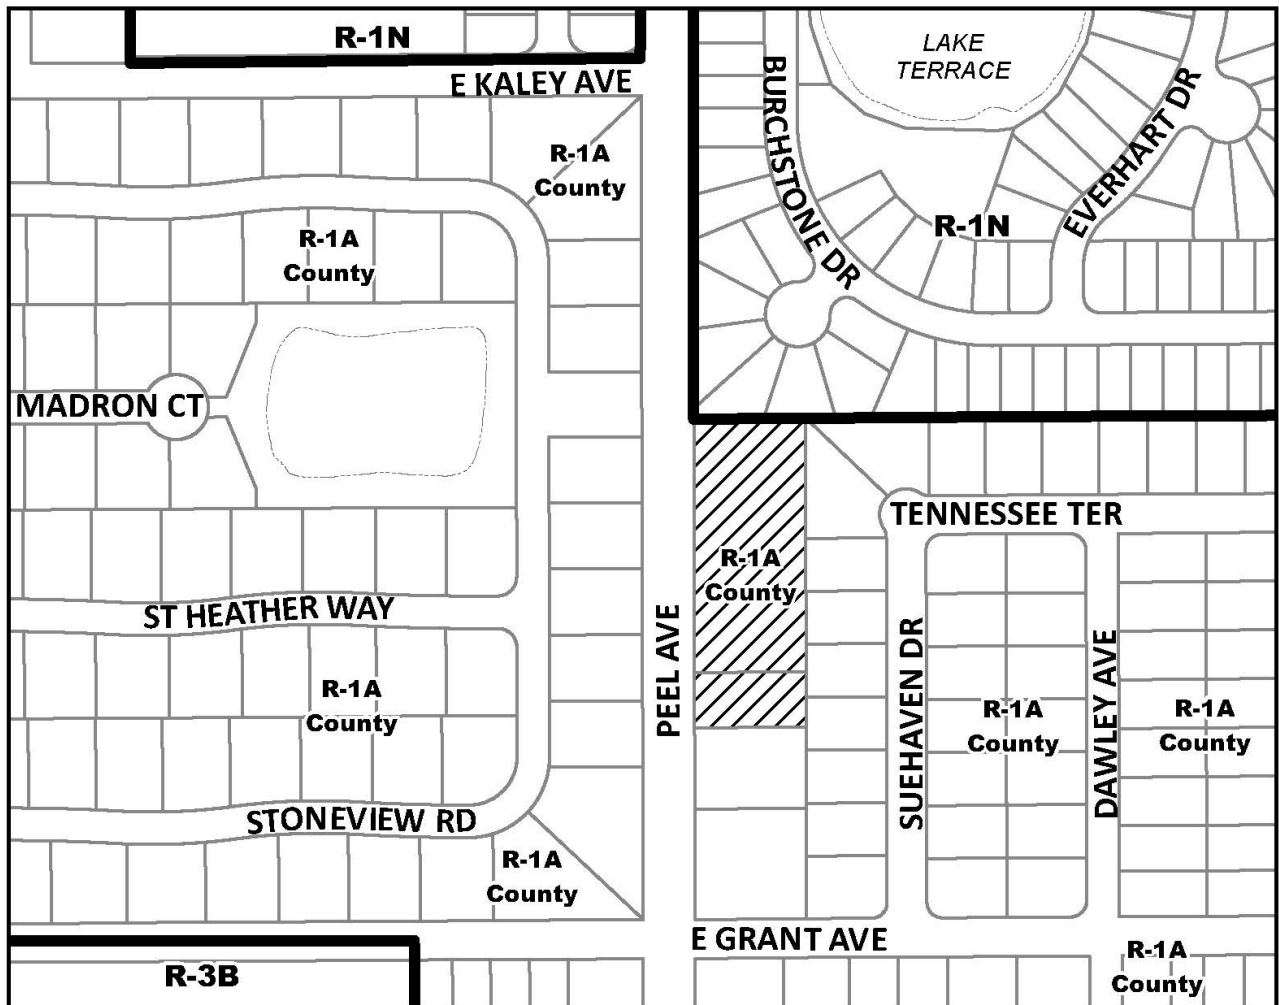 R-1N
E KALEY AVE
LAKE
TERRACE
BURCHSTONE DR
EVERHART DR
R-1A
County
R-1A
County
R-1N
MADRON CT
TENNESSEE TER
R-1A
County
ST HEATHER WAY
PEEL AVE
SUEHAVEN DR
DAWLEY AVE
R-1A
County
R-1A
County
R-1A
County
STONEVIEW RD
R-1A
County
E GRANT AVE
R-3B
R-1A
County